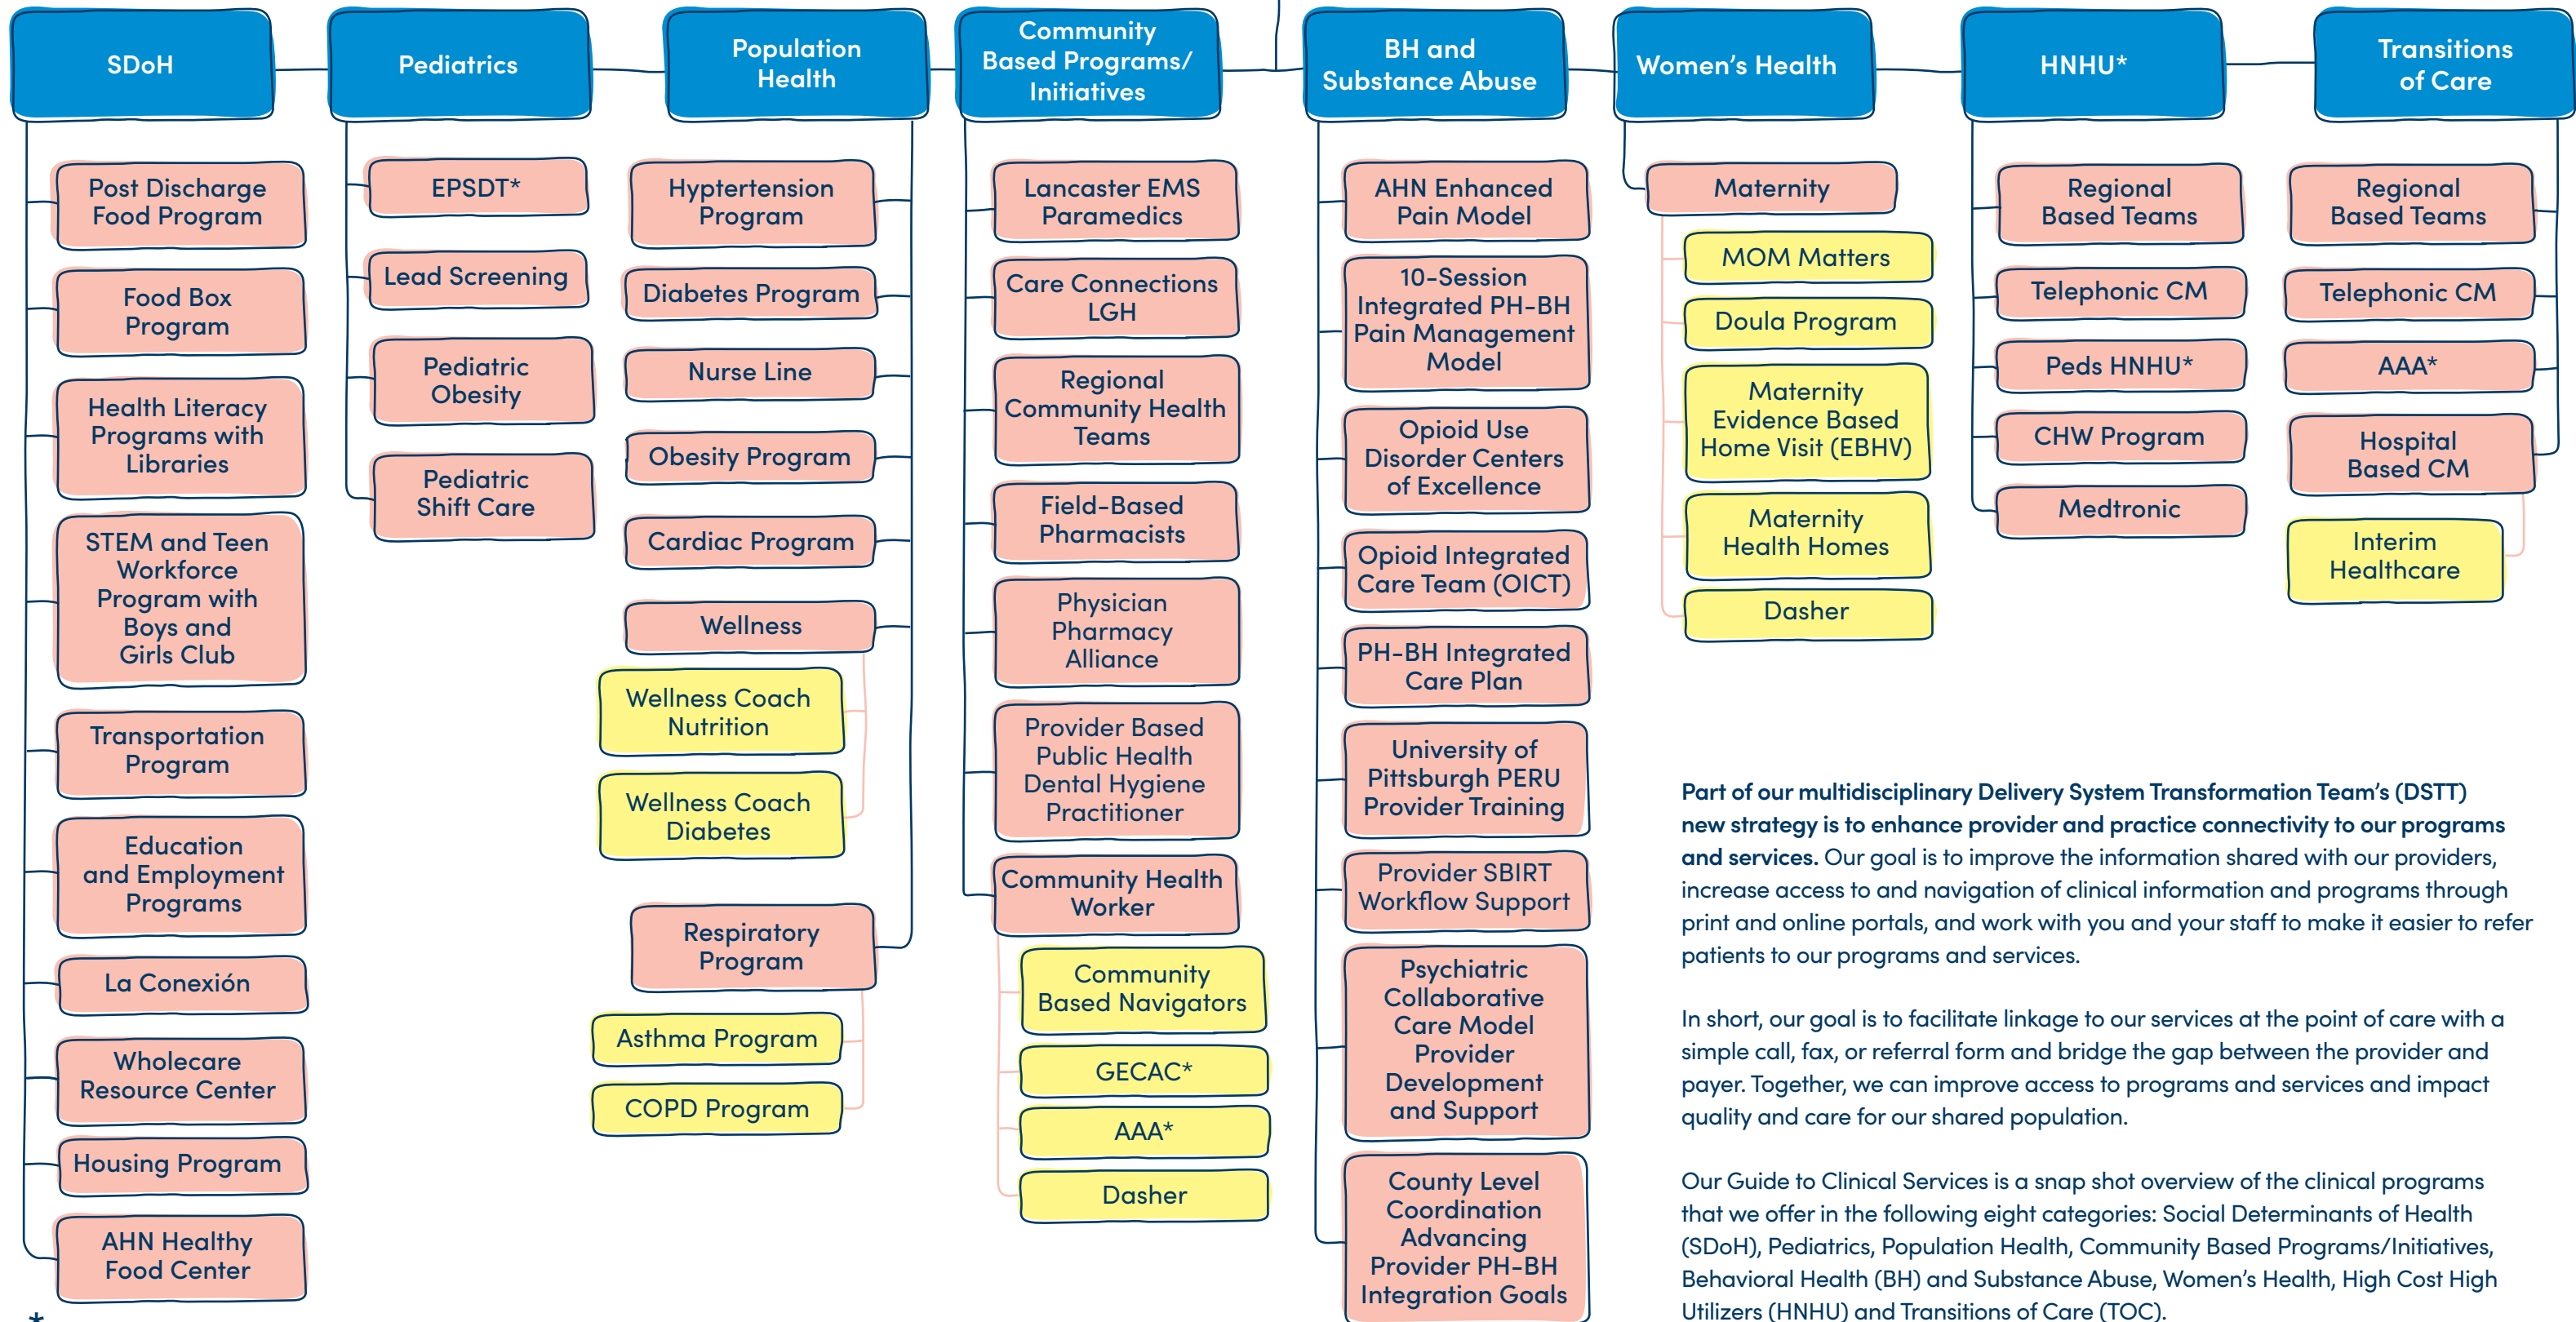 SDoH
Post Discharge
Food Program
Food Box
Program
Health Literacy
Programs with
Libraries
STEM and Teen
Workforce
Program with
Boys and
Girls Club
Transportation
Program
Education
and Employment
Programs
La Conexión
Wholecare
Resource Center
Housing Program
AHN Healthy
Food Center
*
Pediatrics
EPSDT*
Lead Screening
Pediatric
Obesity
Pediatric
Shift Care
Population
Health
Hyptertension
Program
Diabetes Program
Nurse Line
Obesity Program
Cardiac Program
Wellness
Wellness Coach
Nutrition
Wellness Coach
Diabetes
Respiratory
Program
Asthma Program
COPD Program
Community
Based Programs/
Initiatives
Lancaster EMS
Paramedics
Care Connections
LGH
Regional
Community Health
Teams
Field-Based
Pharmacists
Physician
Pharmacy
Alliance
Provider Based
Public Health
Dental Hygiene
Practitioner
Community Health
Worker
Community
Based Navigators
GECAC*
AAA*
Dasher
BH and
Substance Abuse
AHN Enhanced
Pain Model
10-Session
Integrated PH-BH
Pain Management
Model
Opioid Use
Disorder Centers
of Excellence
Opioid Integrated
Care Team (OICT)
PH-BH Integrated
Care Plan
University of
Pittsburgh PERU
Provider Training
Provider SBIRT
Workflow Support
Psychiatric
Collaborative
Care Model
Provider
Development
and Support
County Level
Coordination
Advancing
Provider PH-BH
Integration Goals
Women's Health
Maternity
MOM Matters
Doula Program
Maternity
Evidence Based
Home Visit (EBHV)
Maternity
Health Homes
Dasher
HNHU*
Regional
Based Teams
Telephonic CM
Peds HNHU*
CHW Program
Medtronic
Transitions
of Care
Regional
Based Teams
Telephonic CM
AAA*
Hospital
Based CM
Interim
Healthcare
Part of our multidisciplinary Delivery System Transformation Team's (DSTT)
new strategy is to enhance provider and practice connectivity to our programs
and services. Our goal is to improve the information shared with our providers,
increase access to and navigation of clinical information and programs through
print and online portals, and work with you and your staff to make it easier to refer
patients to our programs and services.
In short, our goal is to facilitate linkage to our services at the point of care with a
simple call, fax, or referral form and bridge the gap between the provider and
payer. Together, we can improve access to programs and services and impact
quality and care for our shared population.
Our Guide to Clinical Services is a snap shot overview of the clinical programs
that we offer in the following eight categories: Social Determinants of Health
(SDoH), Pediatrics, Population Health, Community Based Programs/Initiatives,
Behavioral Health (BH) and Substance Abuse, Women's Health, High Cost High
Utilizers (HNHU) and Transitions of Care (TOC).